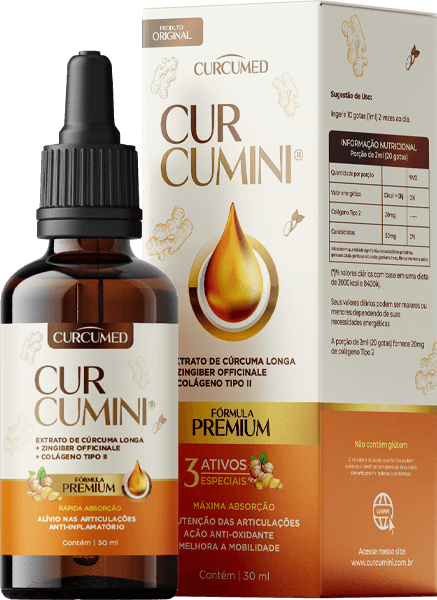 PRODUTO
ORIGINAL
CURCUMED
CUR
CUMINI®
EXTRATO DE CÚRCUMA LONGA
ZINGIBER OFFICINALE
COLÁGENO TIPO II
FÓRMULA
PREMIUM
3 ATIVOS
ESPECIAIS
MÁXIMA ABSORÇÃO
UTENÇÃO DAS ARTICULAÇÕES
AÇÃO ANTI-OXIDANTE
MELHORA A MOBILIDADE
Contém | 30 ml
CURCUMED
CUR
CUMINI®
EXTRATO DE CÚRCUMA LONGA
+ ZINGIBER OFFICINALE
+ COLÁGENO TIPO II
FÓRMULA
PREMIUM
RÁPIDA ABSORÇÃO
ALÍVIO NAS ARTICULAÇÕES
ANTI-INFLAMATÓRIO
Contém | 30 ml
Sugestão de Uso:
Ingerir 10 gotas (1ml) 2 vezes ao dia.
INFORMAÇÃO NUTRICIONAL
Porção de 2ml (20 gotas)
Quantidade por porção
Valor energético 0%
Colágeno Tipo 2 20mg
Carboidratos 0%
(*)% valores diários com base em uma dieta
de 2000kcal e 8400kj.
Seus valores diários podem ser maiores ou
menores dependendo de suas
necessidades energéticas
A porção de 2ml (20 gotas) fornece 20mg
de colágeno Tipo 2
Não contém glúten
WWW
Acesse nosso site:
www.curcumini.com.br